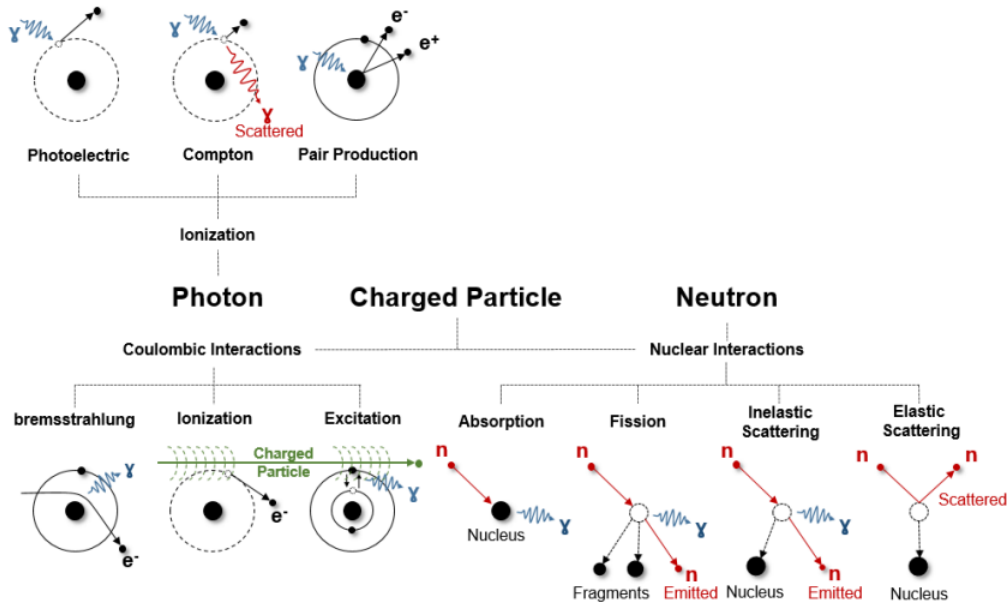 ɣ
ɣ
ɣ
e-
e+
ɣ
Scattered
Photoelectric
Compton
Pair Production
Ionization
Photon
Charged Particle
Neutron
Coulombic Interactions
Nuclear Interactions
bremsstrahlung
Ionization
Excitation
Absorption
Fission
Inelastic
Scattering
Elastic
Scattering
Charged
Particle
ɣ
e-
e-
ɣ
n
Nucleus
ɣ
n
ɣ
Fragments
n
Emitted
n
ɣ
Nucleus
n
Emitted
n
n
Scattered
Nucleus